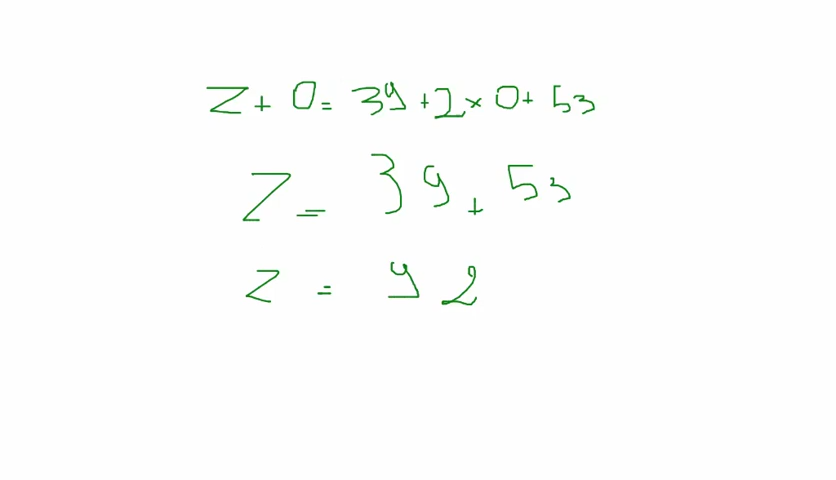 Z + 0 = 39 + 2 × 0 + 53
Z = 39 + 53
Z = 92